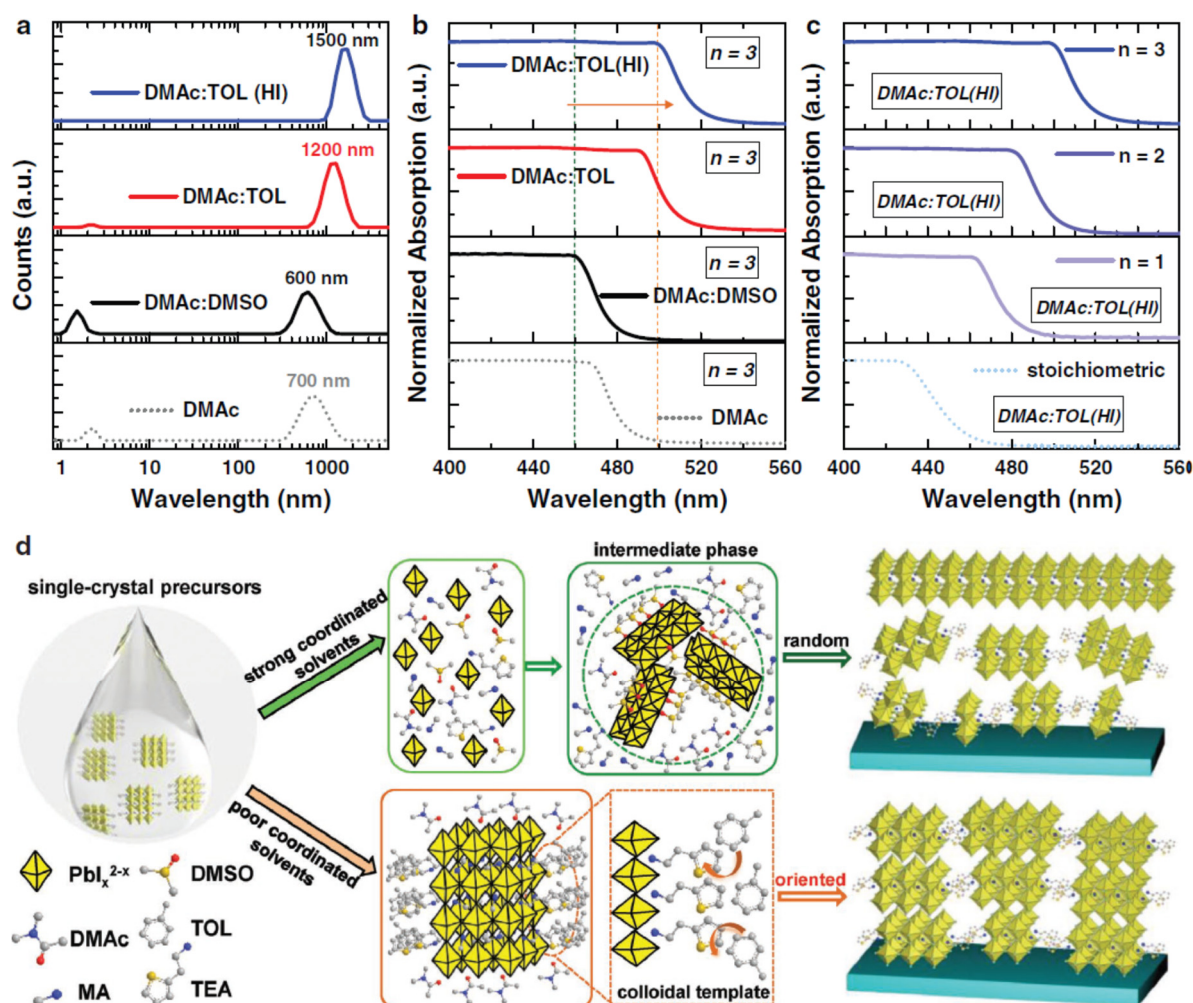 a
1500 nm
DMAc:TOL (HI)
1200 nm
DMAc:TOL
600 nm
DMAc:DMSO
700 nm
DMAc
Counts (a.u.)
1 10 100 1000
Wavelength (nm)
b
n = 3
DMAc:TOL(HI)
n = 3
DMAc:TOL
n = 3
DMAc:DMSO
n = 3
DMAc
Normalized Absorption (a.u.)
400 440 480 520 560
Wavelength (nm)
c
n = 3
DMAc:TOL(HI)
n = 2
DMAc:TOL(HI)
n = 1
DMAc:TOL(HI)
stoichiometric
DMAc:TOL(HI)
Normalized Absorption (a.u.)
400 440 480 520 560
Wavelength (nm)
d
single-crystal precursors
strong coordinated
solvents
intermediate phase
random
poor coordinated
solvents
colloidal template
oriented
PbIₓ²⁻ˣ
DMSO
DMAc
TOL
MA
TEA